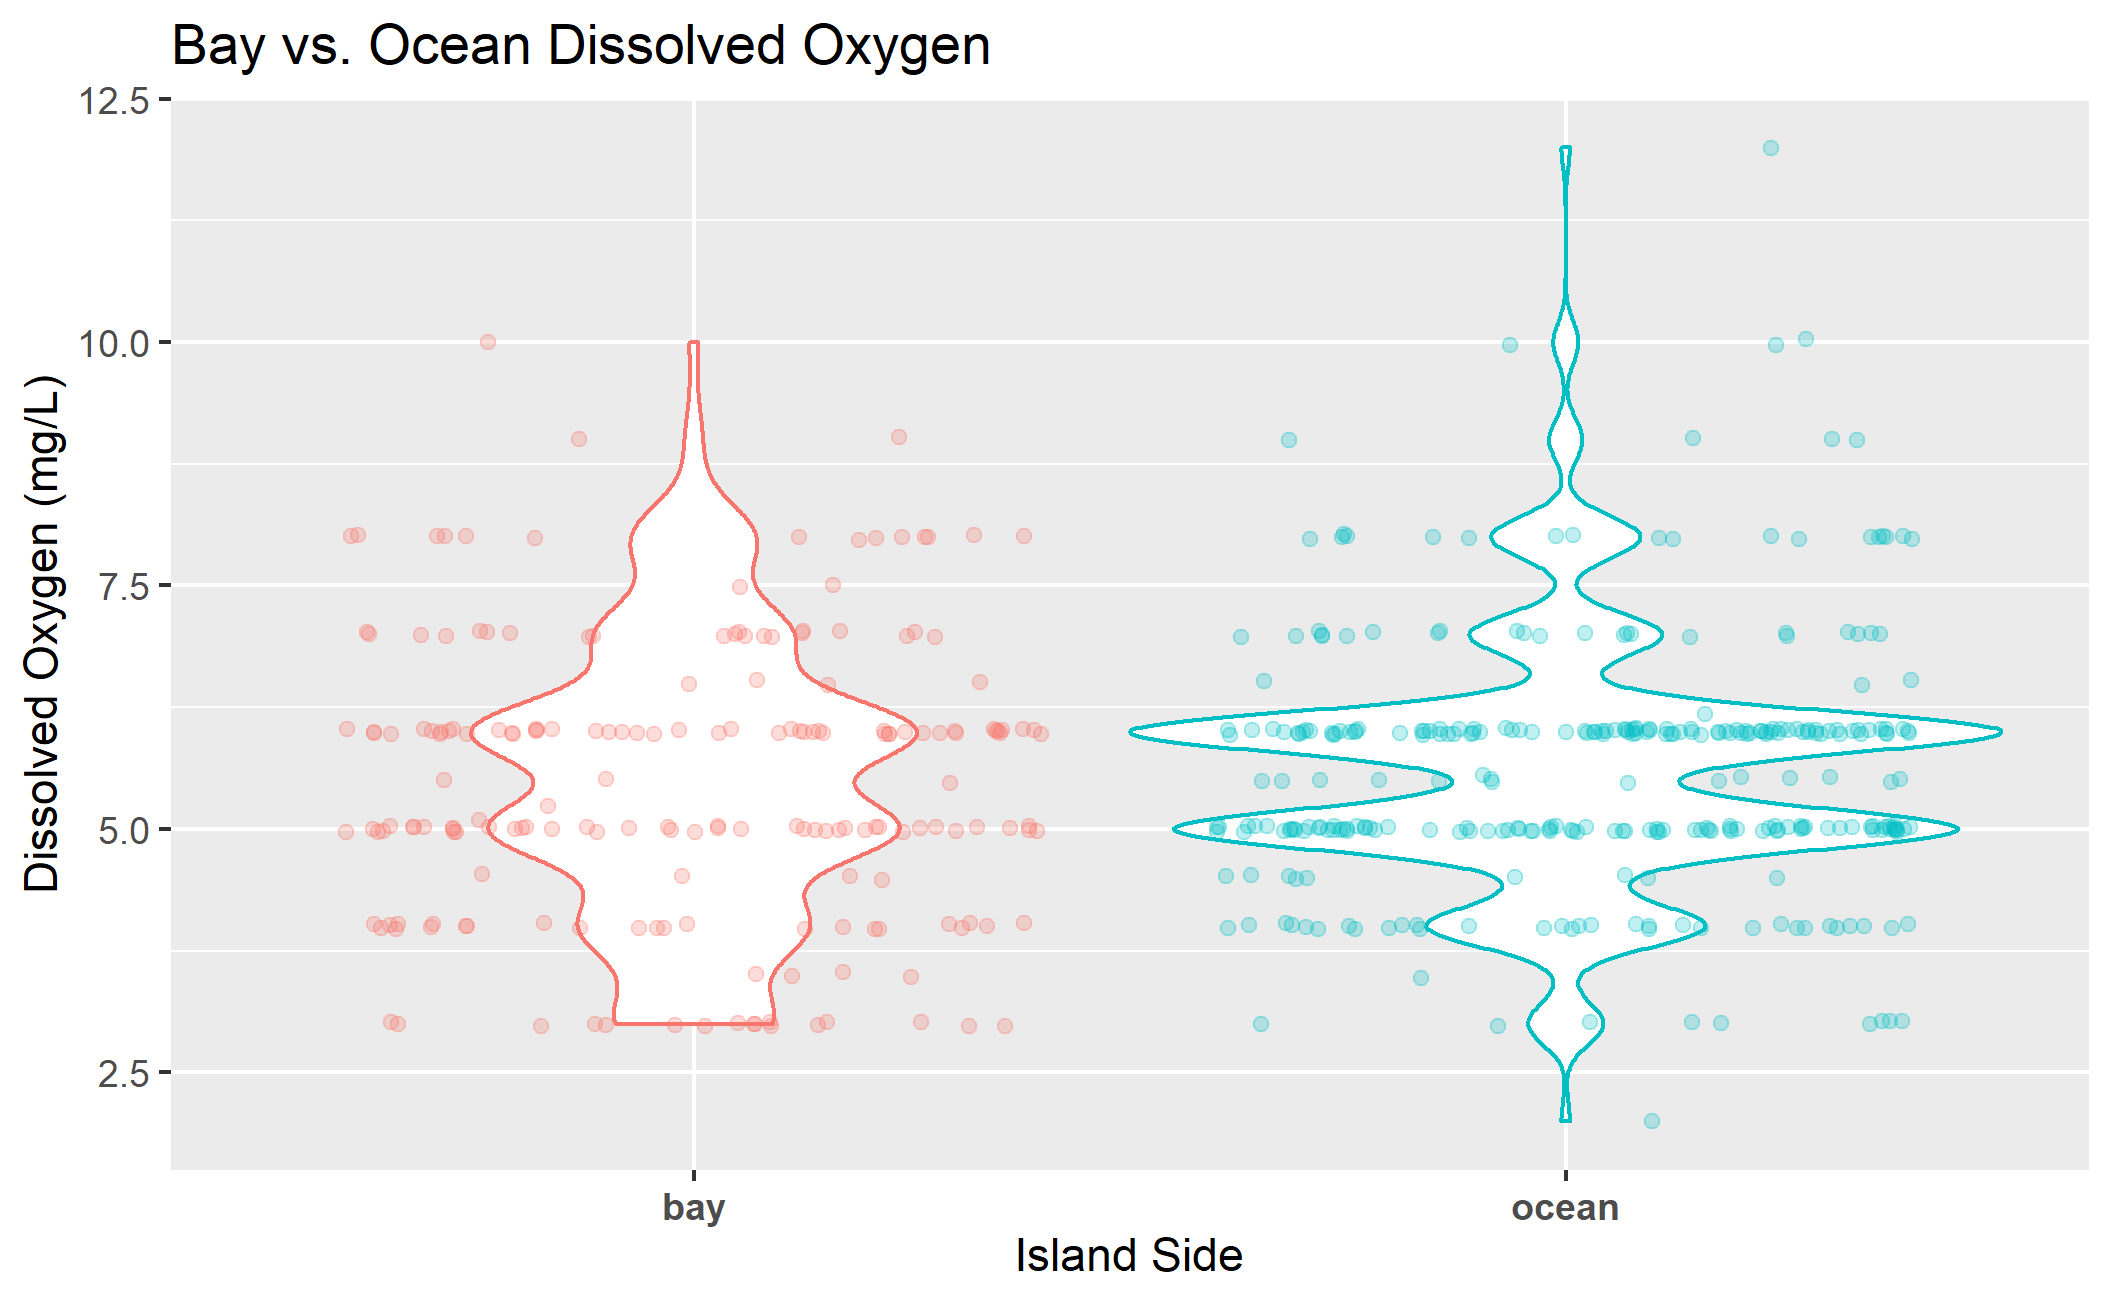 Bay vs. Ocean Dissolved Oxygen
12.5
10.0
7.5
5.0
2.5
Dissolved Oxygen (mg/L)
bay
ocean
Island Side